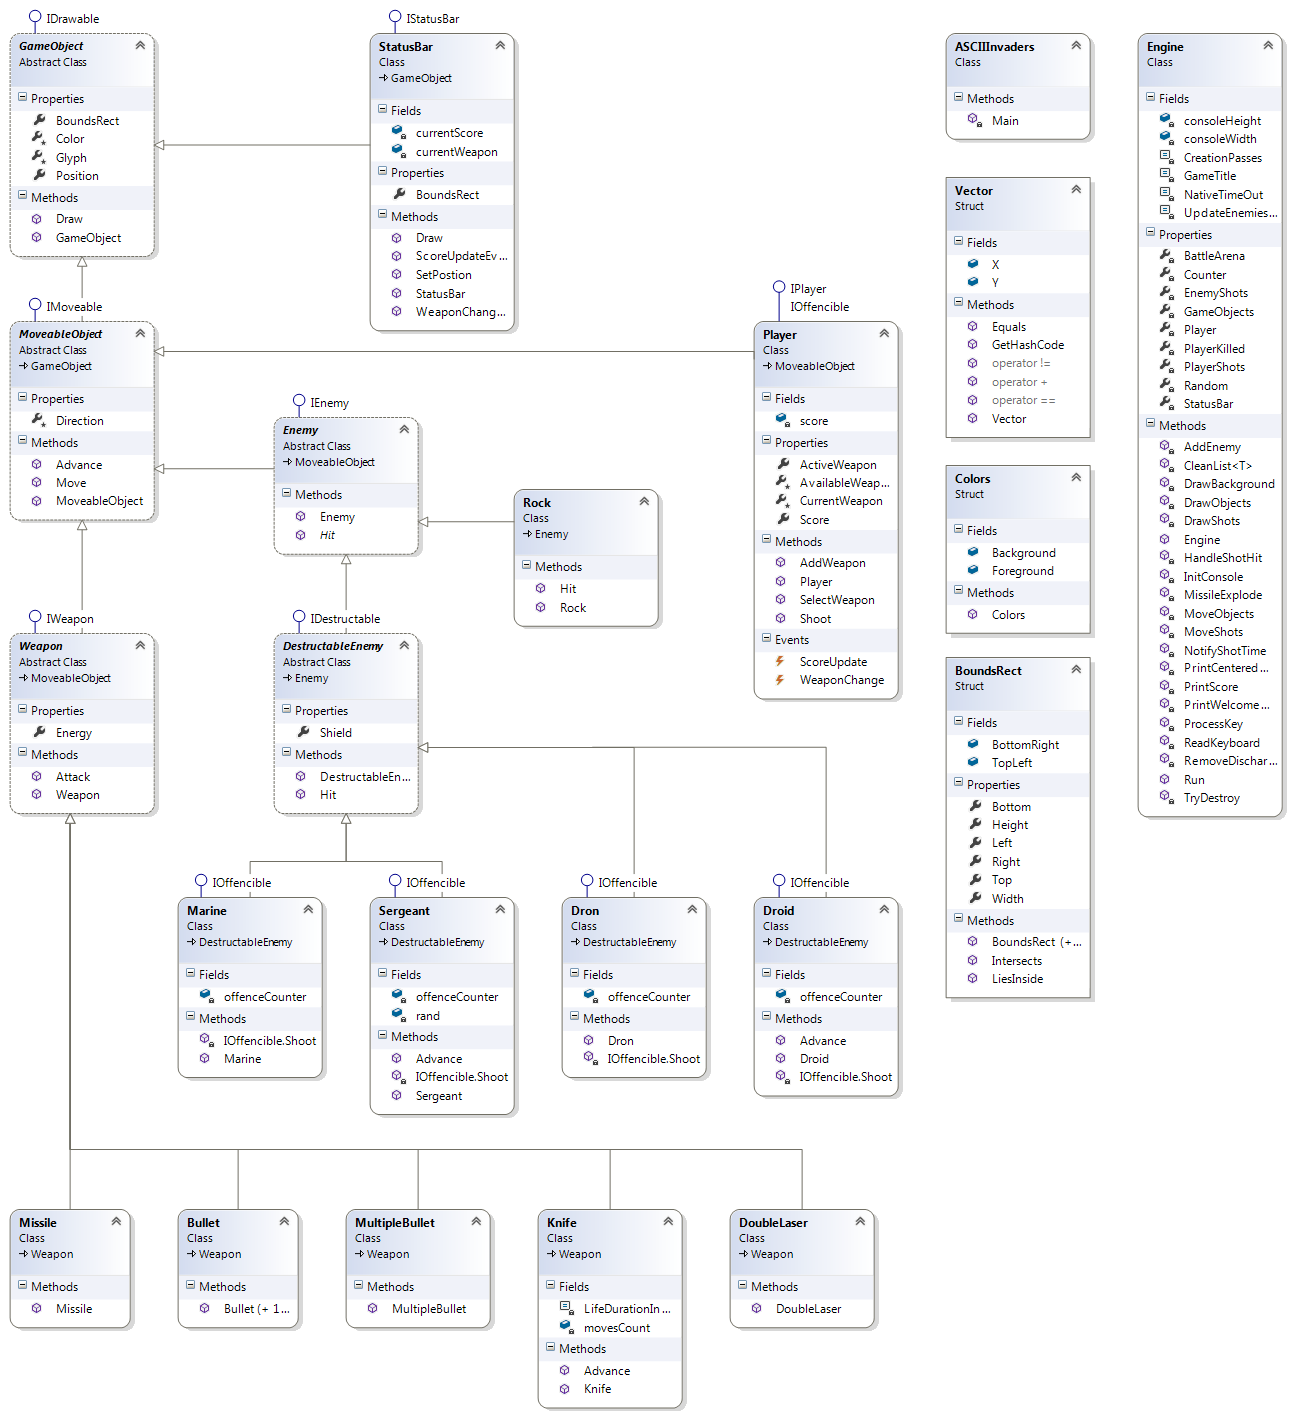 IDrawable
GameObject
Abstract Class
Properties
BoundsRect
Color
Glyph
Position
Methods
Draw
GameObject
IStatusBar
StatusBar
Class
GameObject
Fields
currentScore
currentWeapon
Properties
BoundsRect
Methods
Draw
ScoreUpdateEv...
SetPostion
StatusBar
WeaponChang...
IMoveable
MoveableObject
Abstract Class
GameObject
Properties
Direction
Methods
Advance
Move
MoveableObject
IEnemy
Enemy
Abstract Class
MoveableObject
Methods
Enemy
Hit
Rock
Class
Enemy
Methods
Hit
Rock
IPlayer
IOffencible
Player
Class
MoveableObject
Fields
score
Properties
ActiveWeapon
AvailableWeap...
CurrentWeapon
Score
Methods
AddWeapon
Player
SelectWeapon
Shoot
Events
ScoreUpdate
WeaponChange
IWeapon
Weapon
Abstract Class
MoveableObject
Properties
Energy
Methods
Attack
Weapon
IDestructable
DestructableEnemy
Abstract Class
Enemy
Properties
Shield
Methods
DestructableEn...
Hit
IOffencible
Marine
Class
DestructableEnemy
Fields
offenceCounter
Methods
IOffencible.Shoot
Marine
IOffencible
Sergeant
Class
DestructableEnemy
Fields
offenceCounter
rand
Methods
Advance
IOffencible.Shoot
Sergeant
IOffencible
Dron
Class
DestructableEnemy
Fields
offenceCounter
Methods
Dron
IOffencible.Shoot
IOffencible
Droid
Class
DestructableEnemy
Fields
offenceCounter
Methods
Advance
Droid
IOffencible.Shoot
Missile
Class
Weapon
Methods
Missile
Bullet
Class
Weapon
Methods
Bullet (+ 1...
MultipleBullet
Class
Weapon
Methods
MultipleBullet
Knife
Class
Weapon
Fields
LifeDurationIn...
movesCount
Methods
Advance
Knife
DoubleLaser
Class
Weapon
Methods
DoubleLaser
ASCIIInvaders
Class
Methods
Main
Vector
Struct
Fields
X
Y
Methods
Equals
GetHashCode
operator !=
operator +
operator ==
Vector
Colors
Struct
Fields
Background
Foreground
Methods
Colors
BoundsRect
Struct
Fields
BottomRight
TopLeft
Properties
Bottom
Height
Left
Right
Top
Width
Methods
BoundsRect (+...
Intersects
LiesInside
Engine
Class
Fields
consoleHeight
consoleWidth
CreationPasses
GameTitle
NativeTimeOut
UpdateEnemies...
Properties
BattleArena
Counter
EnemyShots
GameObjects
Player
PlayerKilled
PlayerShots
Random
StatusBar
Methods
AddEnemy
CleanList<T>
DrawBackground
DrawObjects
DrawShots
Engine
HandleShotHit
InitConsole
MissileExplode
MoveObjects
MoveShots
NotifyShotTime
PrintCentered...
PrintScore
PrintWelcome...
ProcessKey
ReadKeyboard
RemoveDischar...
Run
TryDestroy